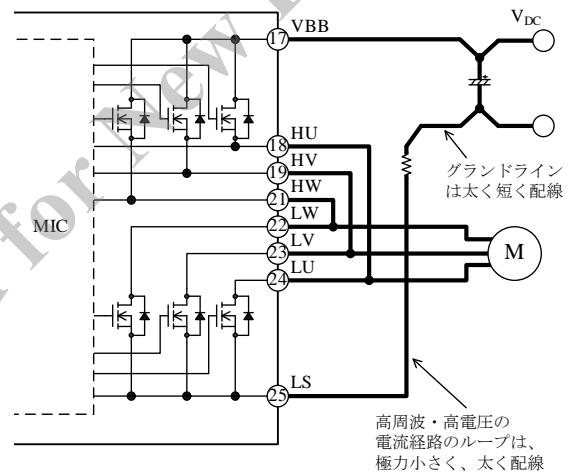 17
VBB
VDC
18
HU
19
HV
21
HW
22
LW
23
LV
24
LU
25
LS
MIC
M
グランドライン
は太く短く配線
高周波・高電圧の
電流経路のループは、
極力小さく、太く配線
for New